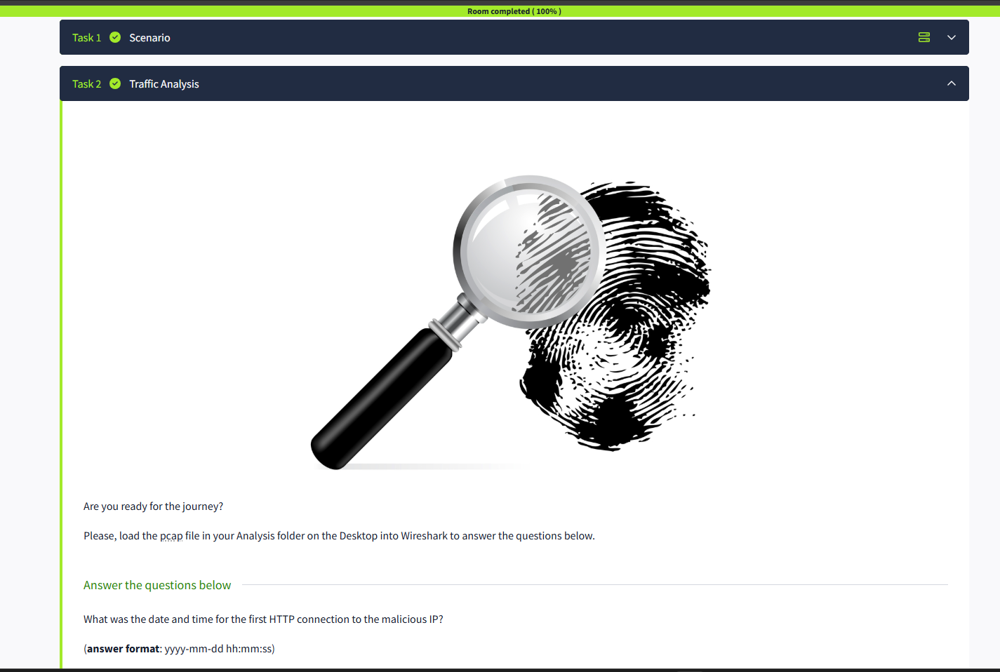 Room completed ( 100% )
Task 1 Scenario
Task 2 Traffic Analysis
Are you ready for the journey?
Please, load the pcap file in your Analysis folder on the Desktop into Wireshark to answer the questions below.
Answer the questions below
What was the date and time for the first HTTP connection to the malicious IP?
(answer format: yyyy-mm-dd hh:mm:ss)